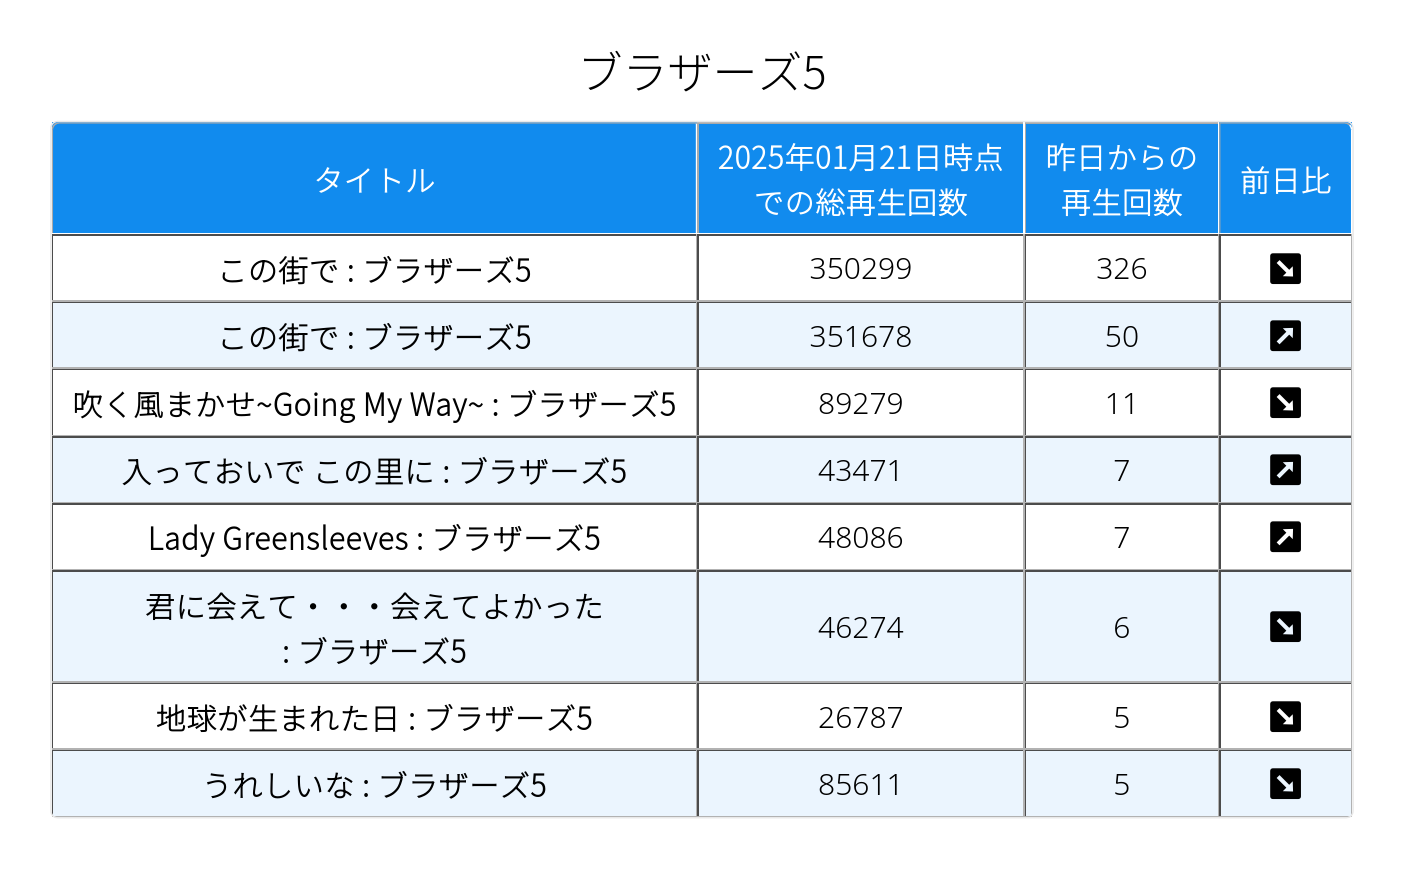 ブラザーズ5
タイトル
2025年01月21日時点
での総再生回数
昨日からの
再生回数
前日比
この街で : ブラザーズ5
350299
326
この街で : ブラザーズ5
351678
50
吹く風まかせ~Going My Way~ : ブラザーズ5
89279
11
入っておいで この里に : ブラザーズ5
43471
7
Lady Greensleeves : ブラザーズ5
48086
7
君に会えて・・・会えてよかった
: ブラザーズ5
46274
6
地球が生まれた日 : ブラザーズ5
26787
5
うれしいな : ブラザーズ5
85611
5